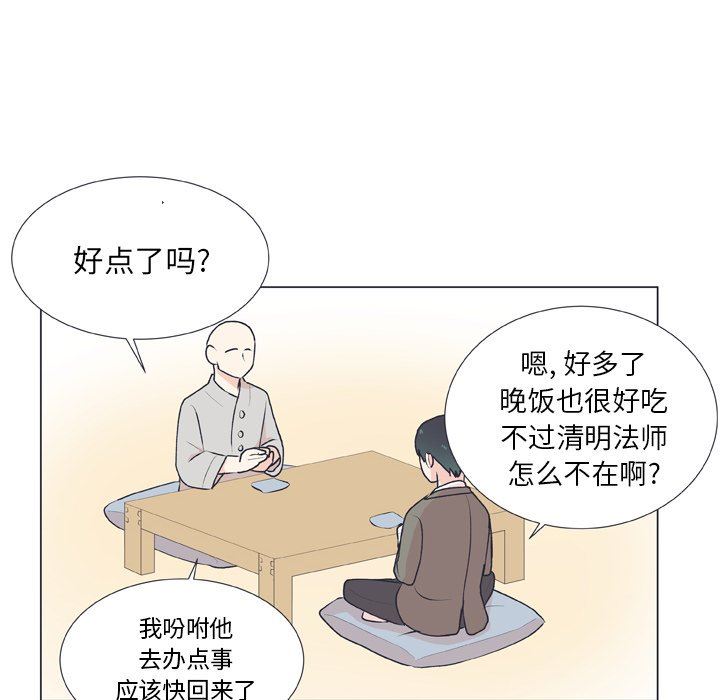 好点了吗?
嗯, 好多了
晚饭也很好吃
不过清明法师
怎么不在啊?
我吩咐他
去办点事
应该快回来了